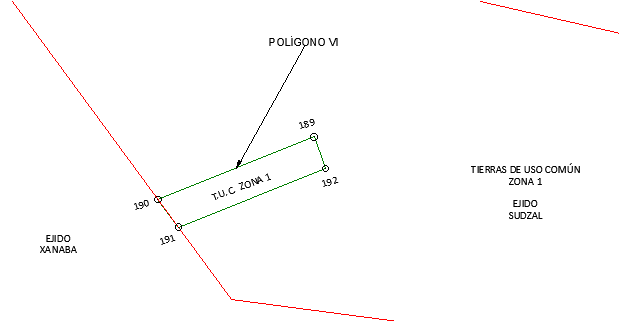 POLÍGONO VI
189
TIERRAS DE USO COMÚN
ZONA 1
T.U.C ZONA 1
192
190
EJIDO
SUDZAL
191
EJIDO
XANABA